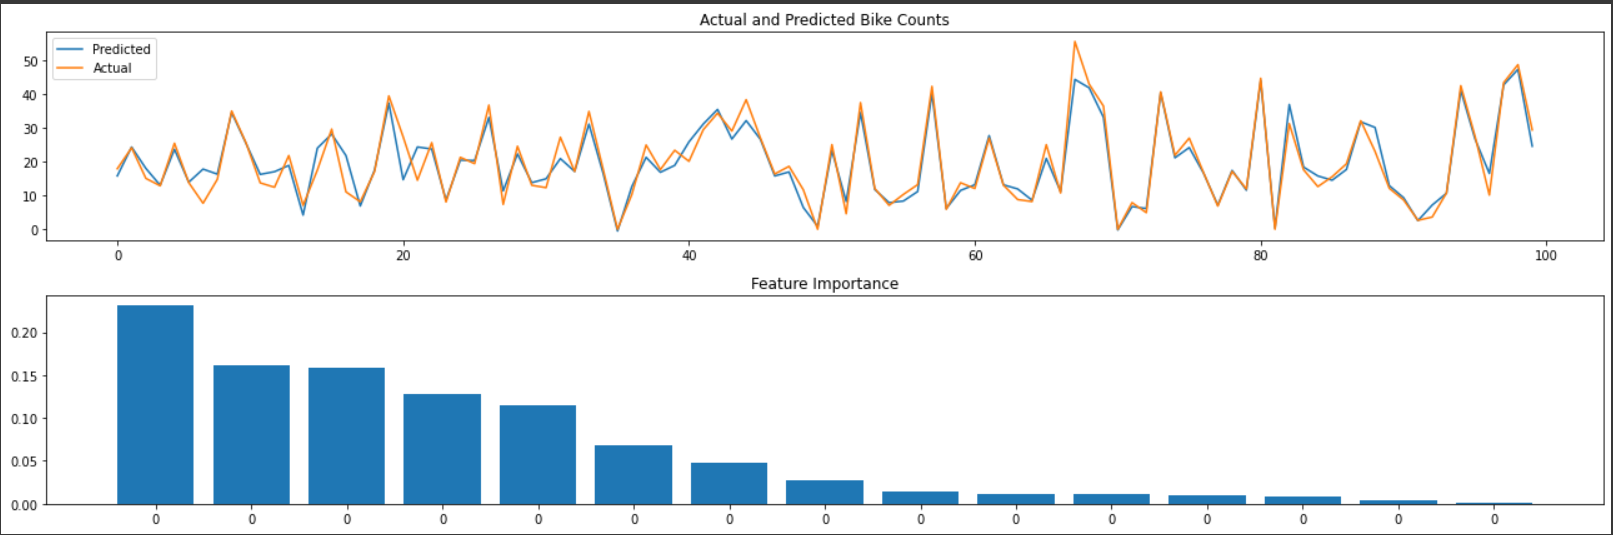 Actual and Predicted Bike Counts
Predicted
Actual
50
40
30
20
10
0
0 20 40 60 80 100
Feature Importance
0.20
0.15
0.10
0.05
0.00
0 0 0 0 0 0 0 0 0 0 0 0 0 0 0